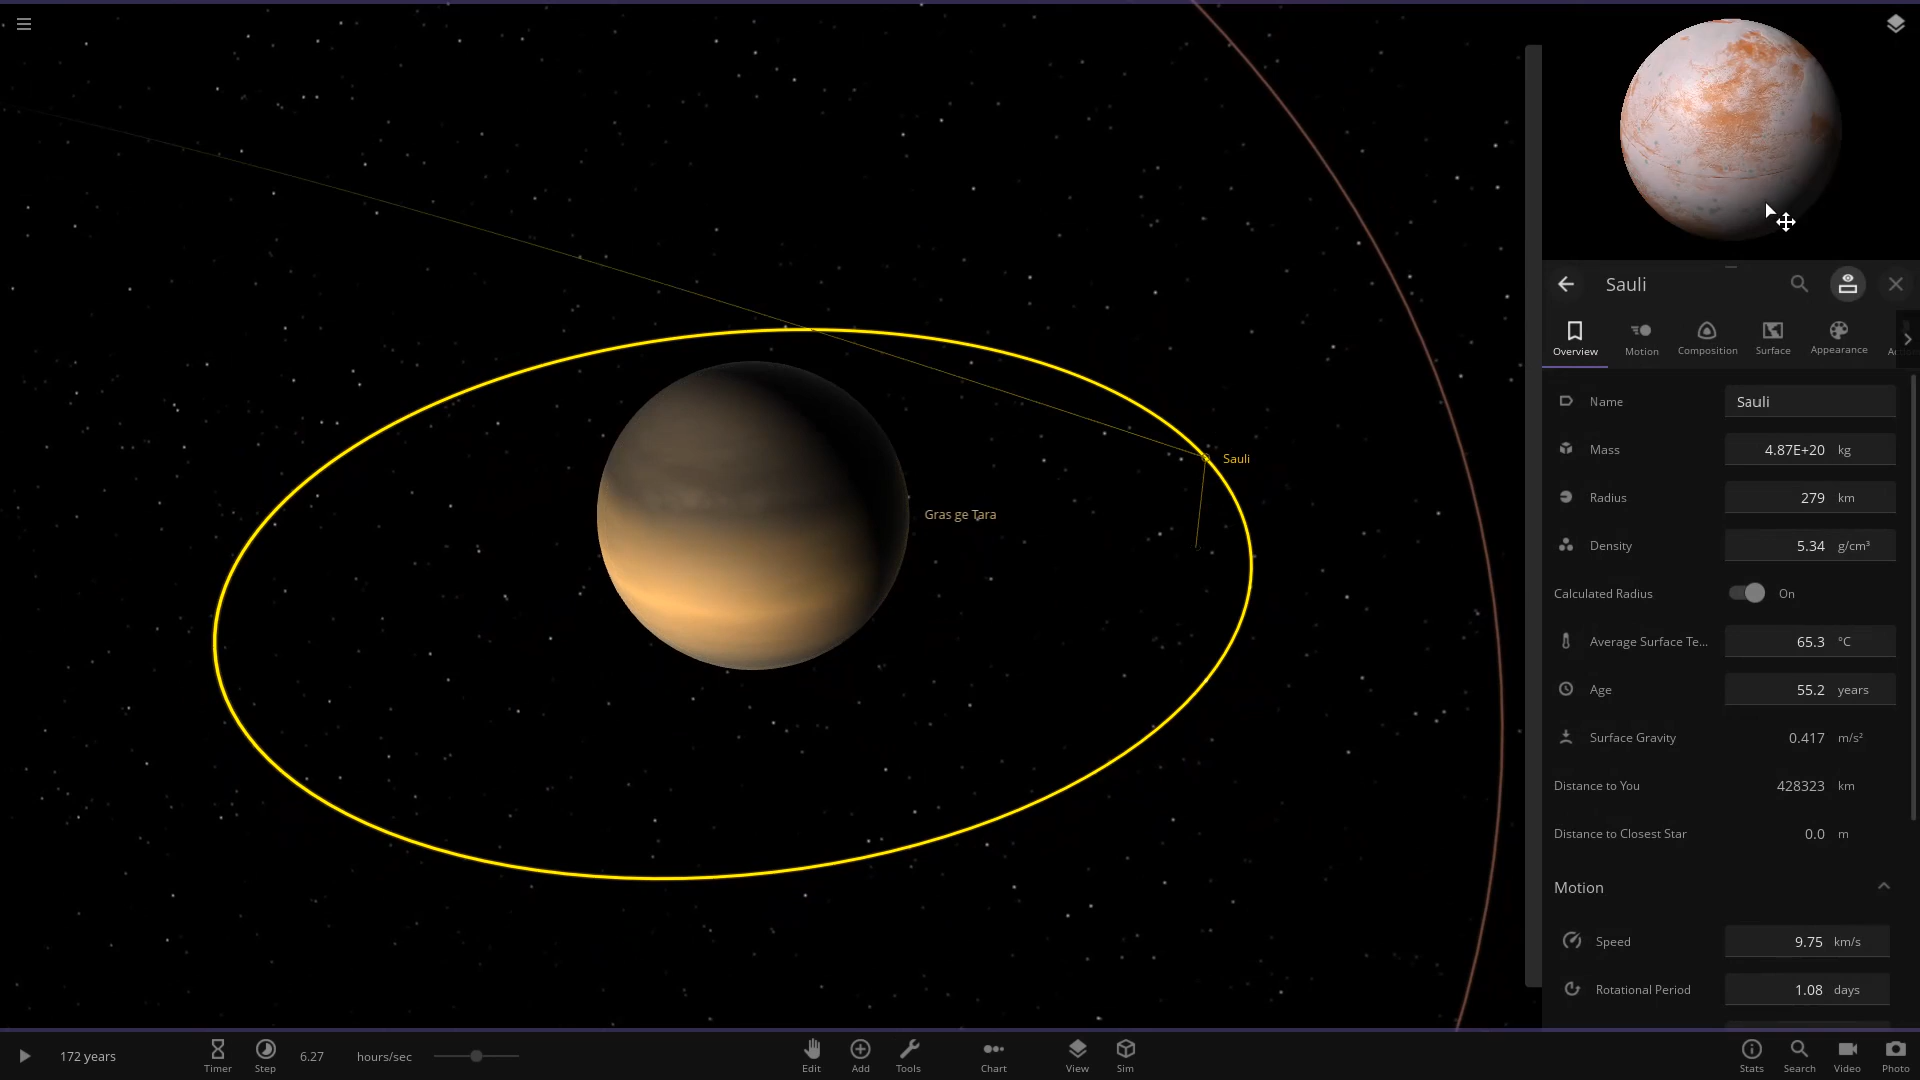 Sauli
Gras ge Tara
Sauli
Overview
Motion
Composition
Surface
Appearance
Name Sauli
Mass 4.87E+20 kg
Radius 279 km
Density 5.34 g/cm³
Calculated Radius On
Average Surface Te... 65.3 °C
Age 55.2 years
Surface Gravity 0.417 m/s²
Distance to You 428323 km
Distance to Closest Star 0.0 m
Motion
Speed 9.75 km/s
Rotational Period 1.08 days
172 years
Timer
Step
6.27 hours/sec
Edit
Add
Tools
Chart
View
Sim
Stats
Search
Video
Photo